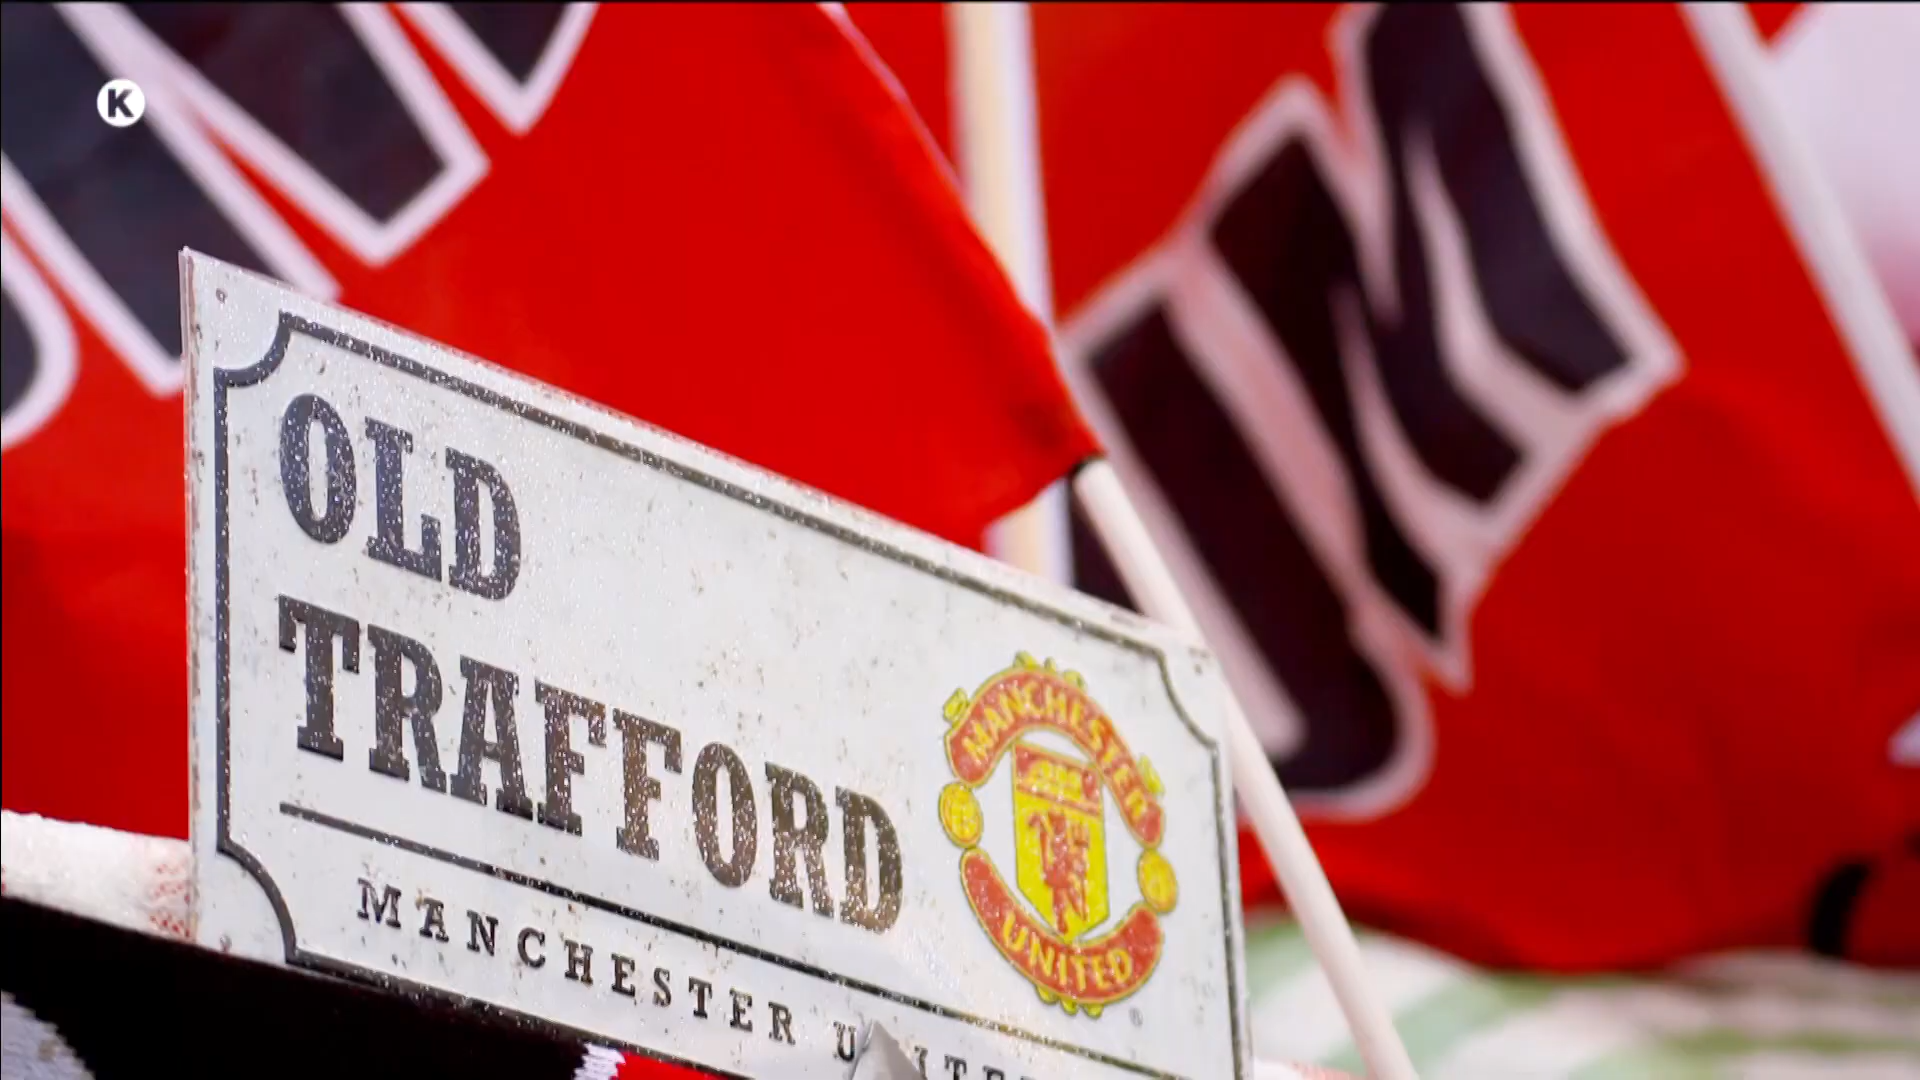 K
OLD
TRAFFORD
MANCHESTER
MANCHESTER
UNITED
®